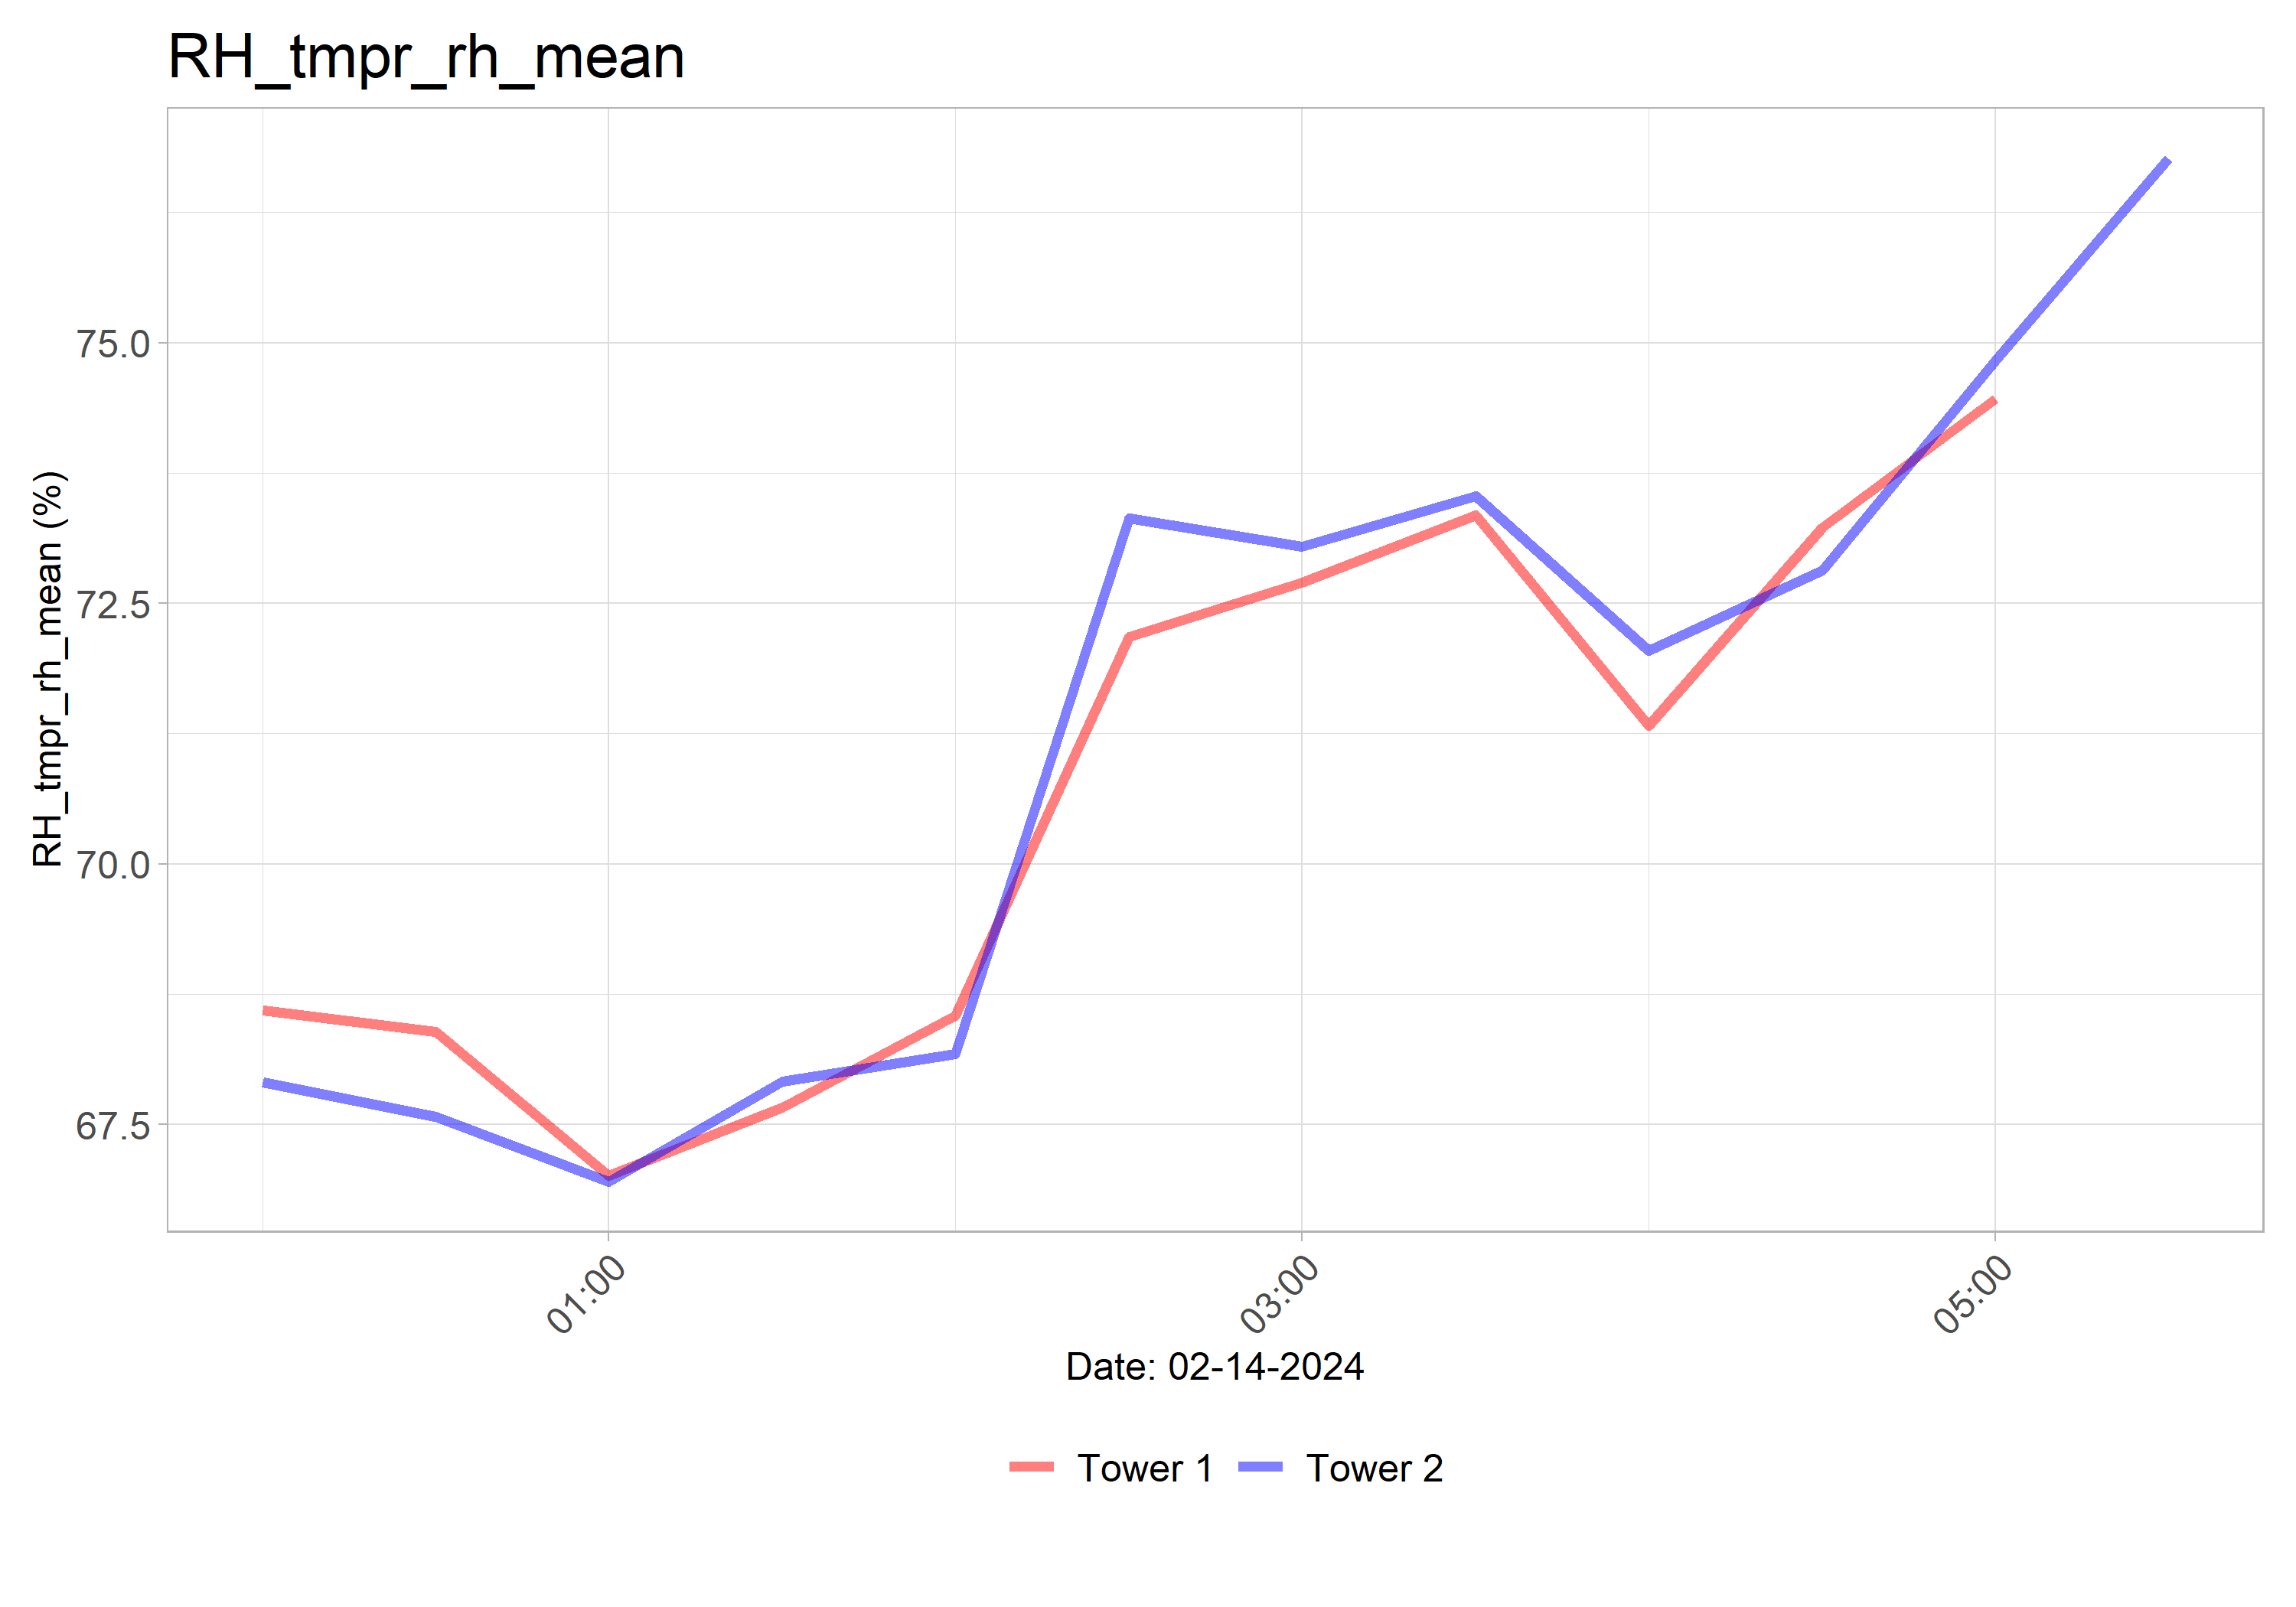 RH_tmpr_rh_mean
RH_tmpr_rh_mean (%)
75.0
72.5
70.0
67.5
01:00
03:00
05:00
Date: 02-14-2024
Tower 1
Tower 2